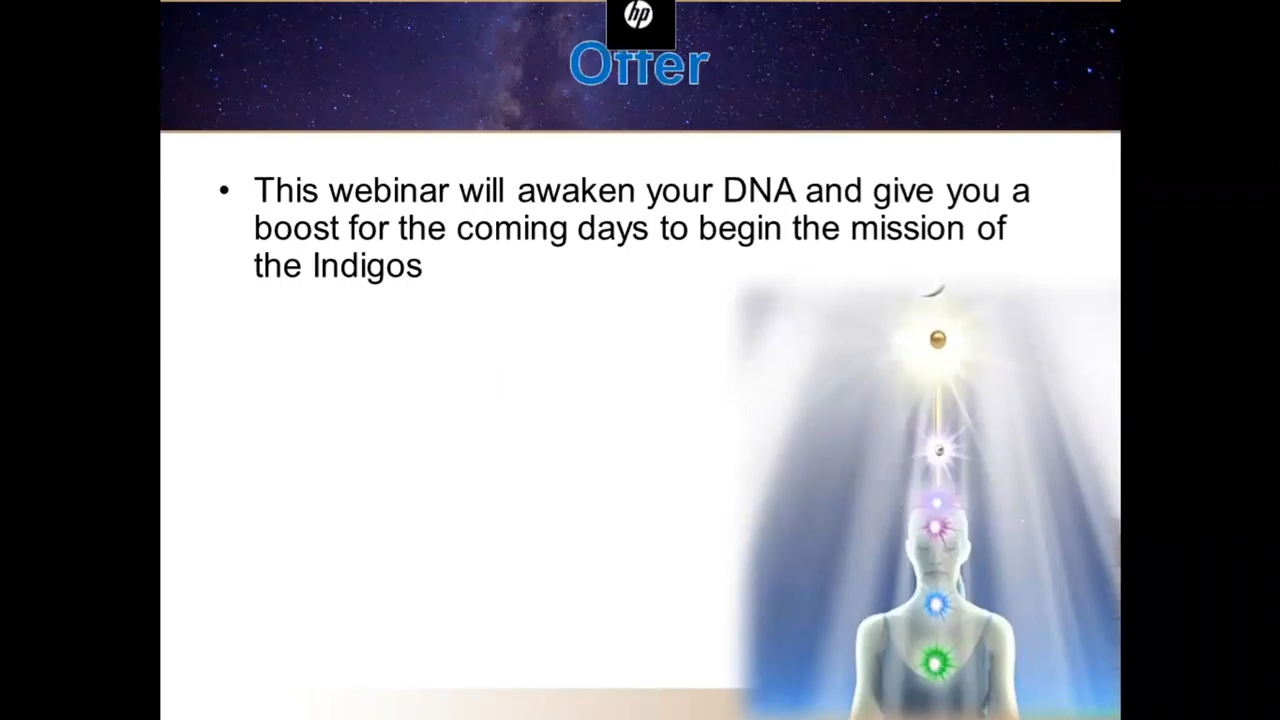 hp
Offer
• This webinar will awaken your DNA and give you a
boost for the coming days to begin the mission of
the Indigos